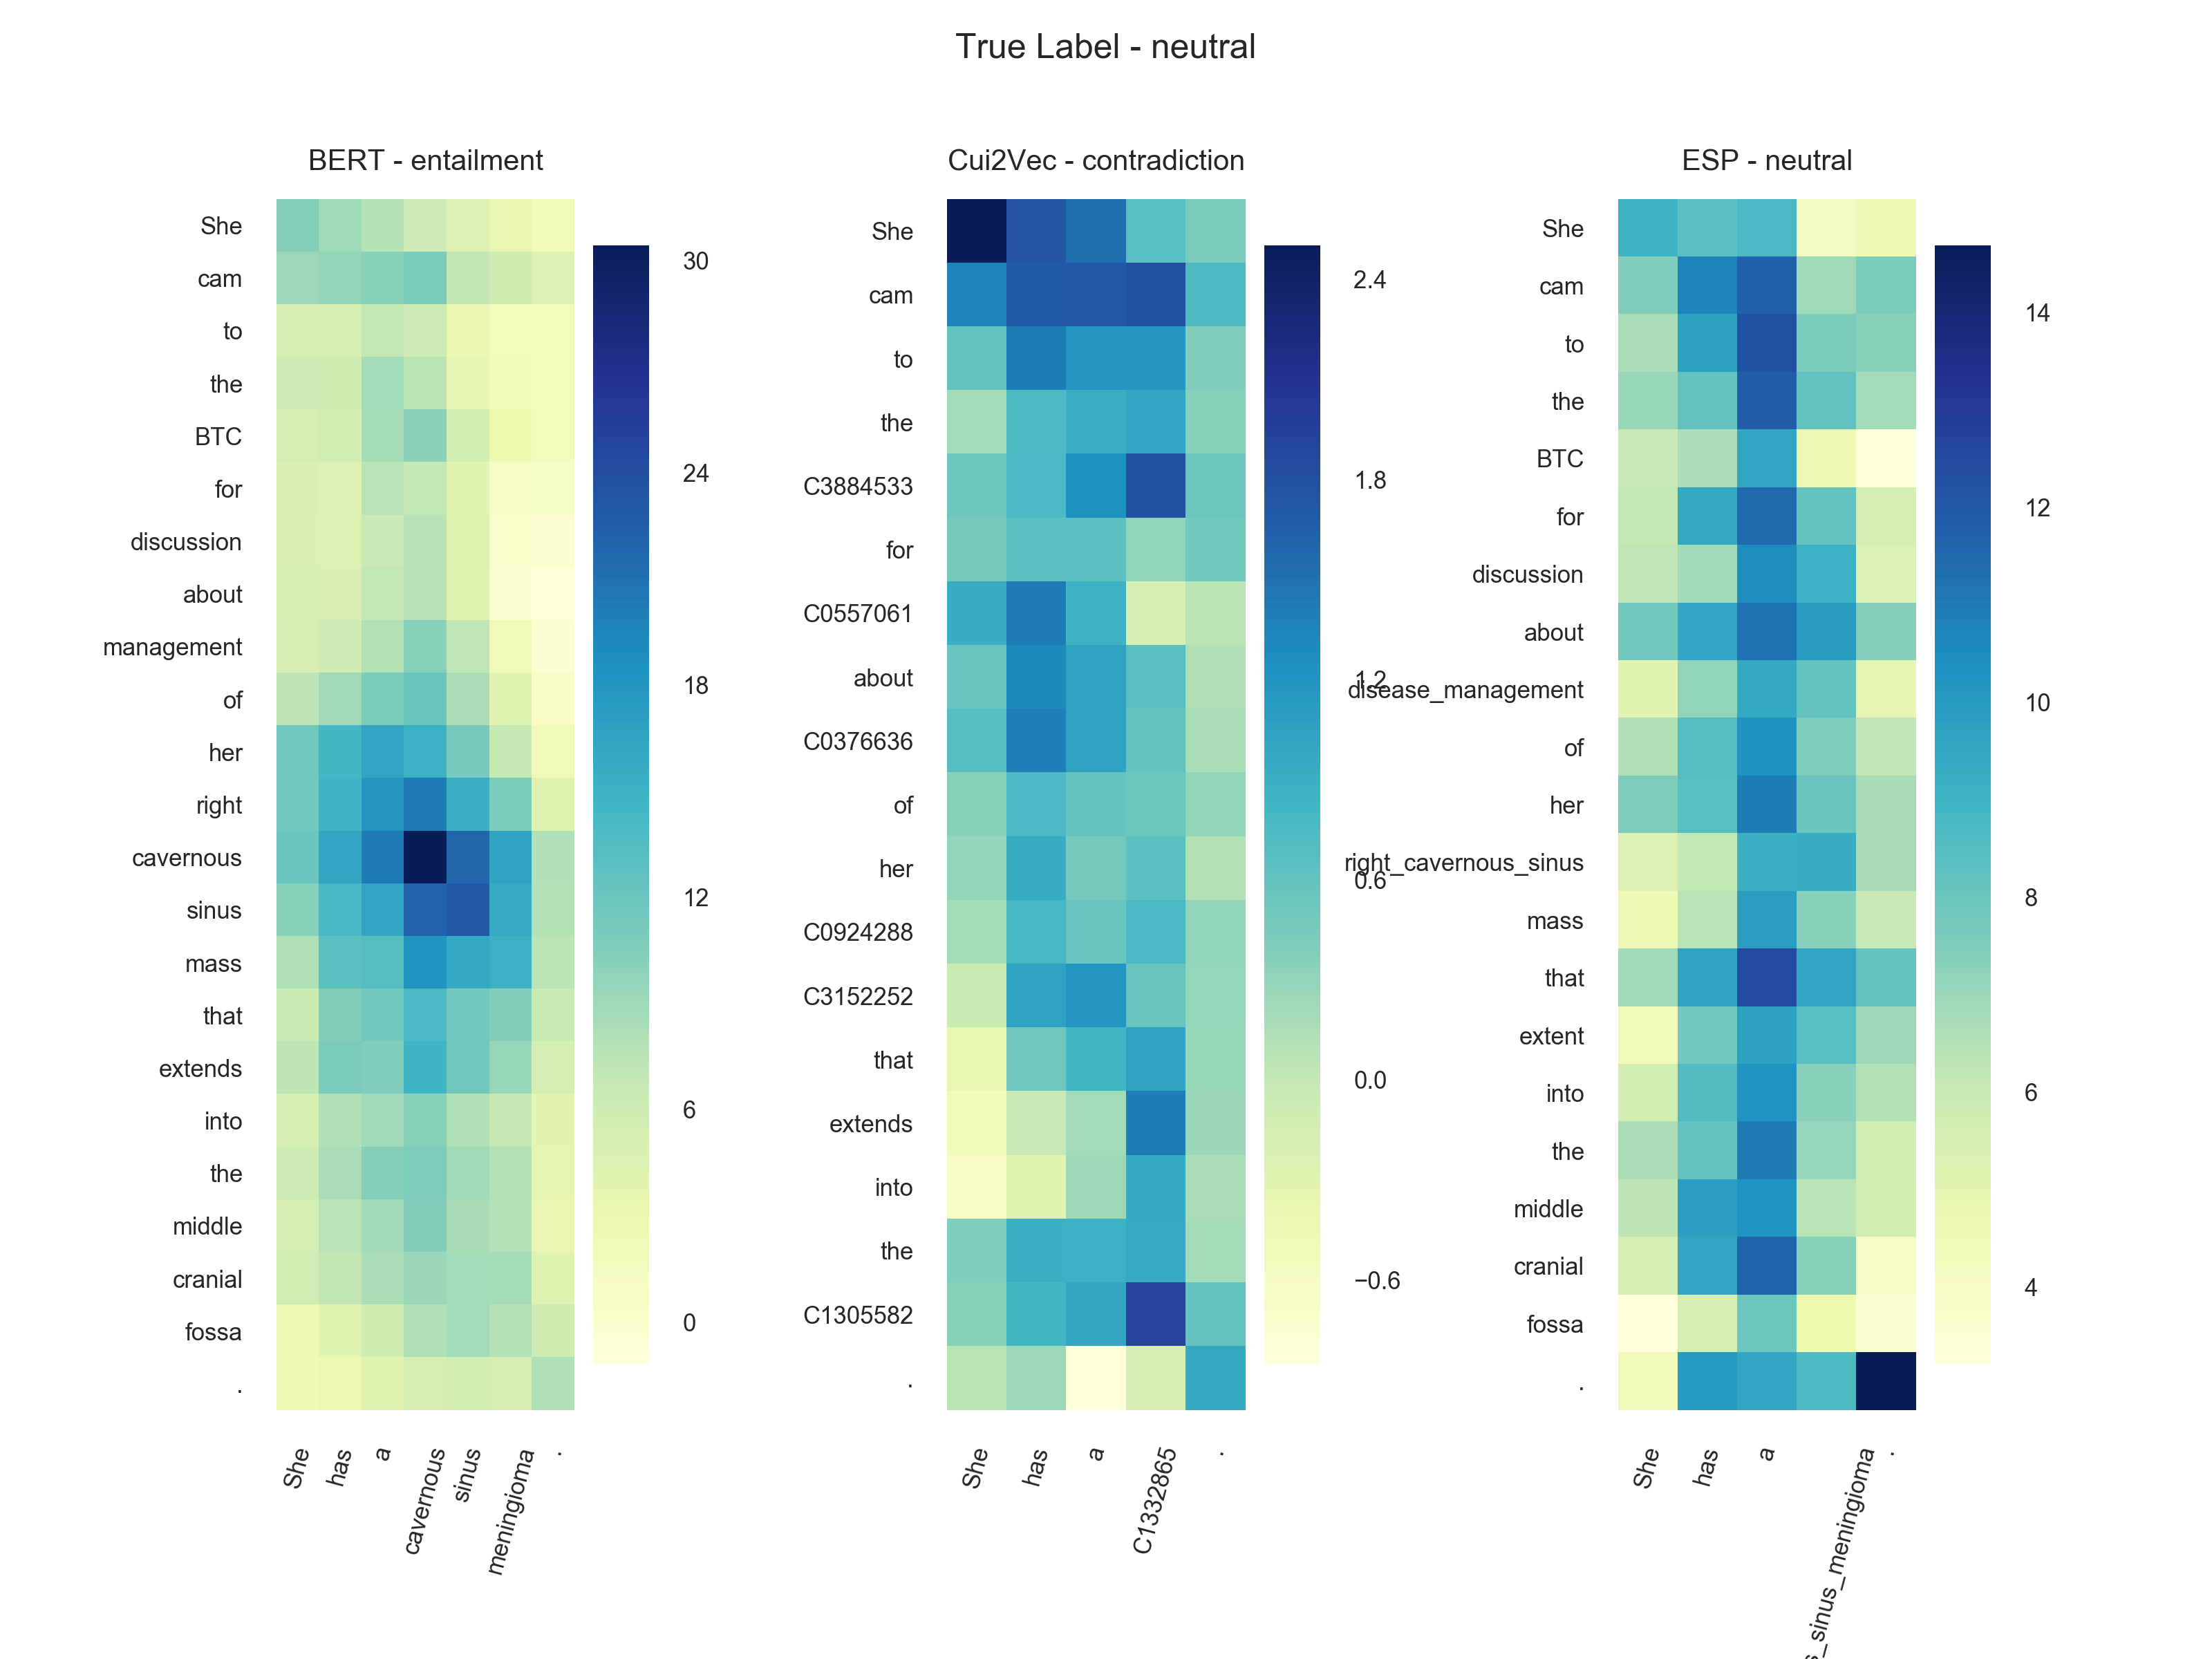 True Label - neutral
BERT - entailment
She
cam
to
the
BTC
for
discussion
about
management
of
her
right
cavernous
sinus
mass
that
extends
into
the
middle
cranial
fossa
.
She
has
a
cavernous
sinus
meningioma
.
30
24
18
12
6
0
Cui2Vec - contradiction
She
cam
to
the
C3884533
for
C0557061
about
C0376636
of
her
C0924288
C3152252
that
extends
into
the
C1305582
.
She
has
a
C1332865
.
2.4
1.8
1.2
0.6
0.0
−0.6
ESP - neutral
She
cam
to
the
BTC
for
discussion
about
disease_management
of
her
right_cavernous_sinus
mass
that
extent
into
the
middle
cranial
fossa
.
She
has
a
_sinus_meningioma
.
14
12
10
8
6
4